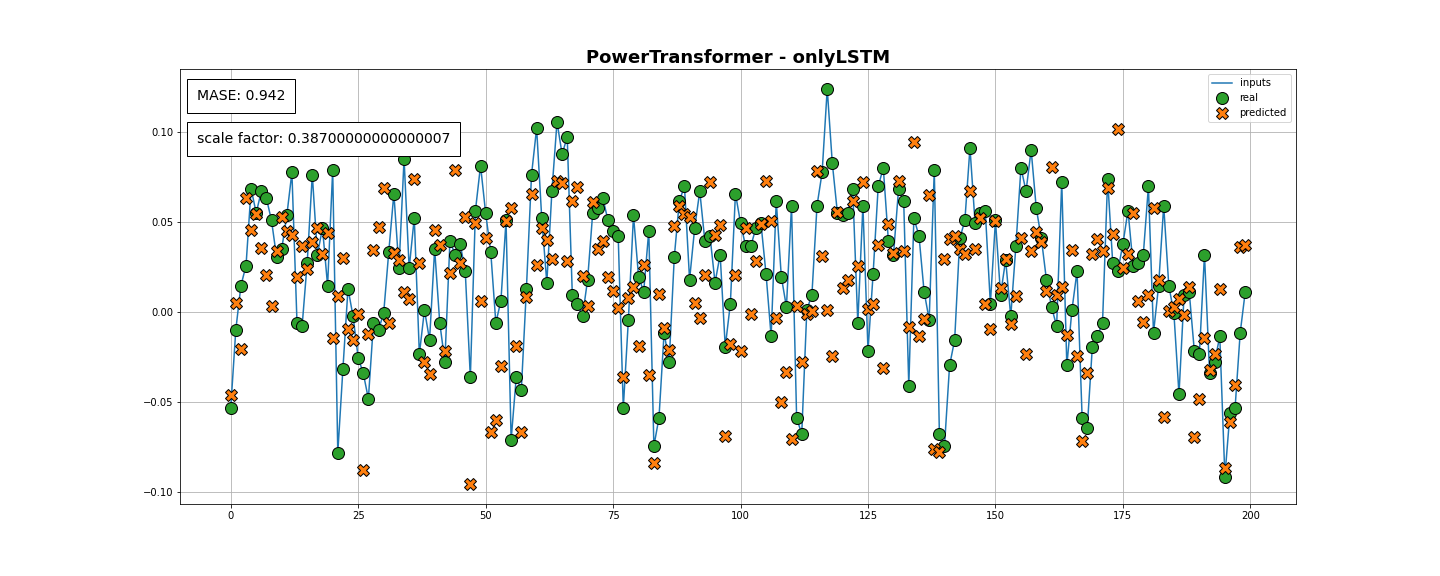 PowerTransformer - onlyLSTM
MASE: 0.942
scale factor: 0.38700000000000007
inputs
real
predicted
0.10
0.05
0.00
−0.05
−0.10
0 25 50 75 100 125 150 175 200